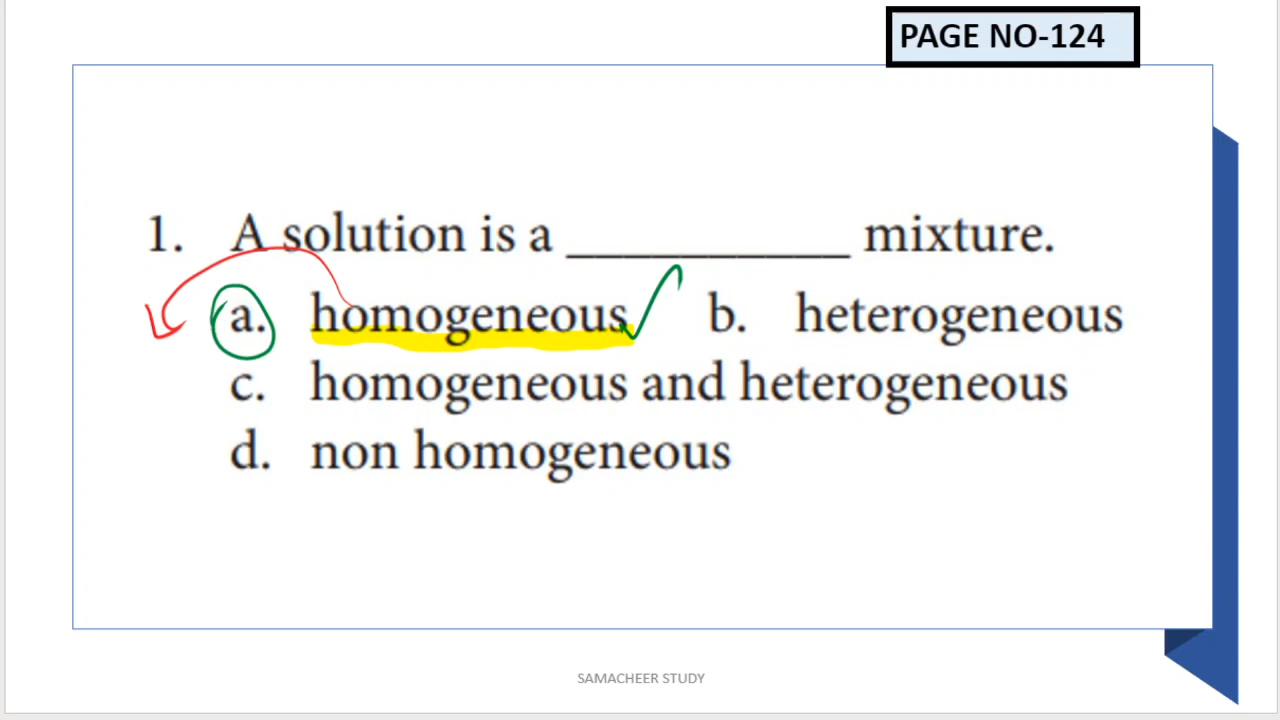 PAGE NO-124
1. A solution is a ___________ mixture.
a. homogeneous b. heterogeneous
c. homogeneous and heterogeneous
d. non homogeneous
SAMACHEER STUDY